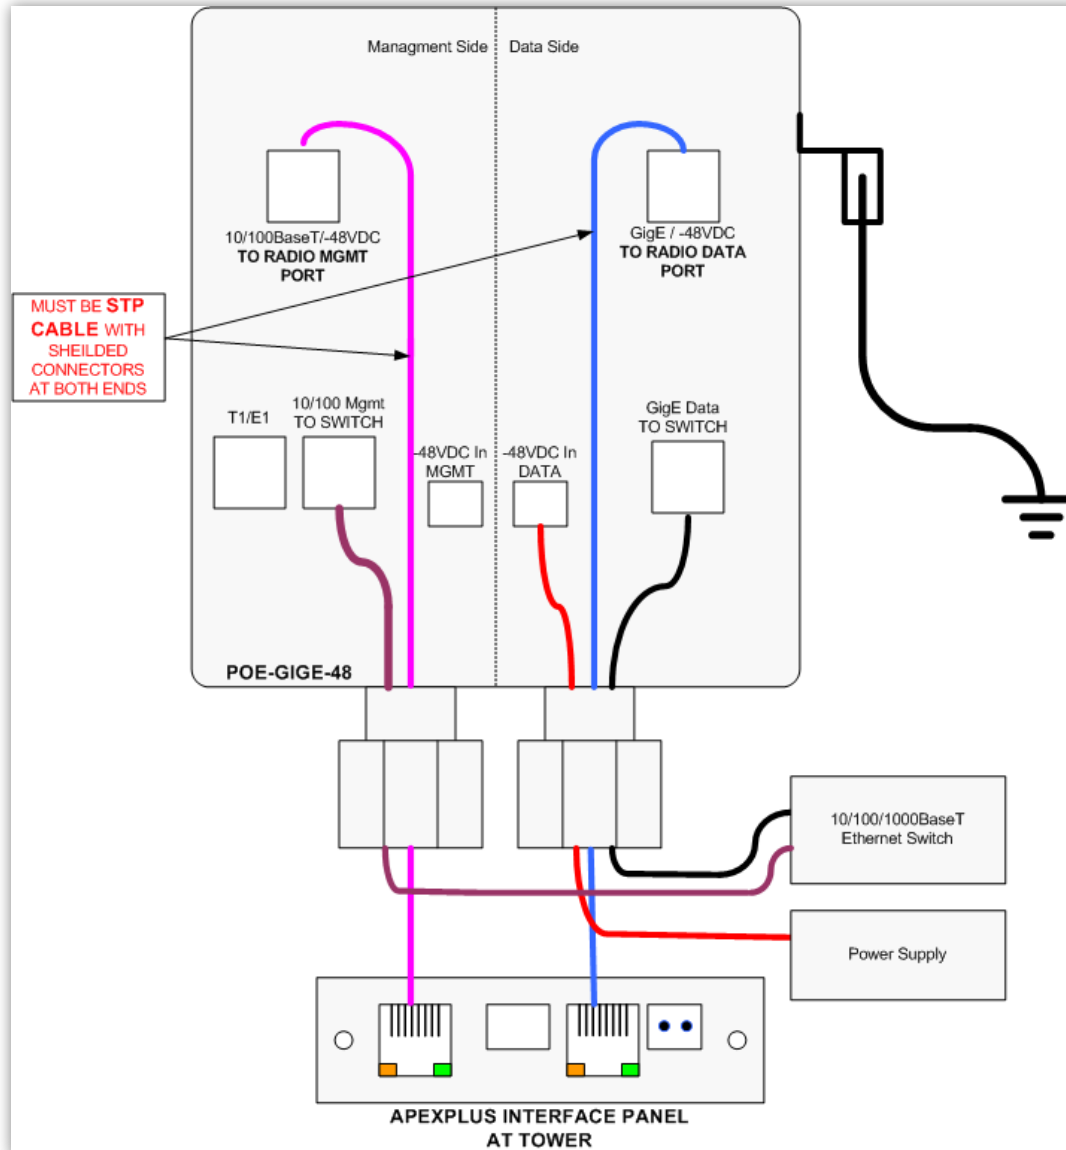 Managment Side
Data Side
10/100BaseT/-48VDC
TO RADIO MGMT
PORT
GigE / -48VDC
TO RADIO DATA
PORT
MUST BE STP
CABLE WITH
SHEILDED
CONNECTORS
AT BOTH ENDS
T1/E1
10/100 Mgmt
TO SWITCH
-48VDC In
MGMT
-48VDC In
DATA
GigE Data
TO SWITCH
POE-GIGE-48
10/100/1000BaseT
Ethernet Switch
Power Supply
APEXPLUS INTERFACE PANEL
AT TOWER